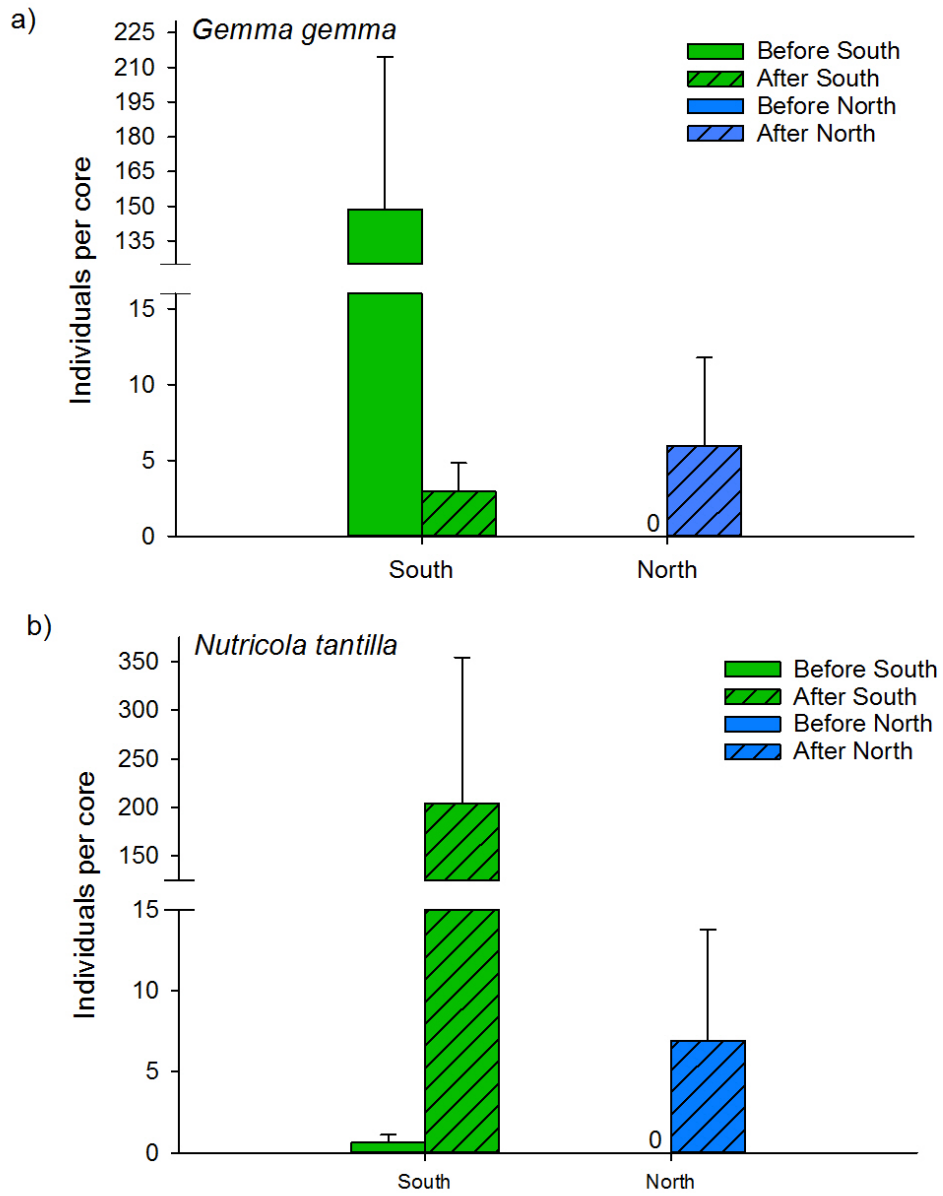 a)
Gemma gemma
Individuals per core
225
210
195
180
165
150
135
15
10
5
0
0
South
North
Before South
After South
Before North
After North
b)
Nutricola tantilla
Individuals per core
350
300
250
200
150
15
10
5
0
0
South
North
Before South
After South
Before North
After North